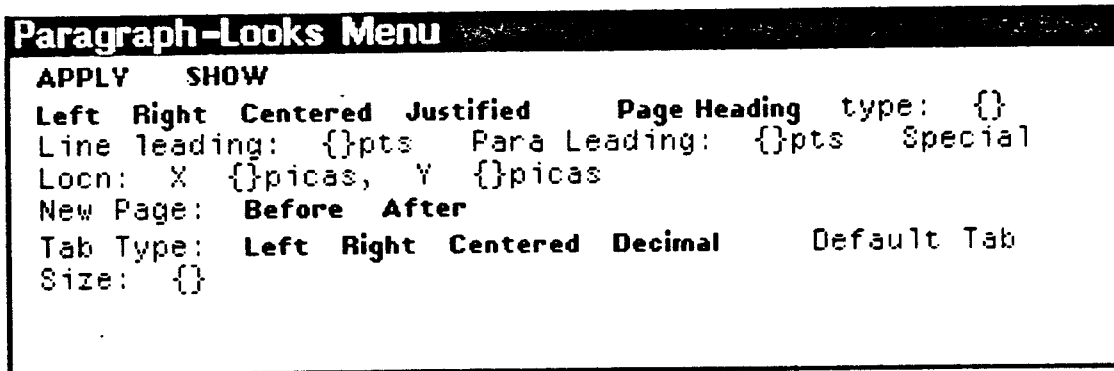 Paragraph-Looks Menu
APPLY SHOW
Left Right Centered Justified Page Heading type: {}
Line leading: {}pts Para Leading: {}pts Special
Locn: X {}picas, Y {}picas
New Page: Before After
Tab Type: Left Right Centered Decimal Default Tab
Size: {}